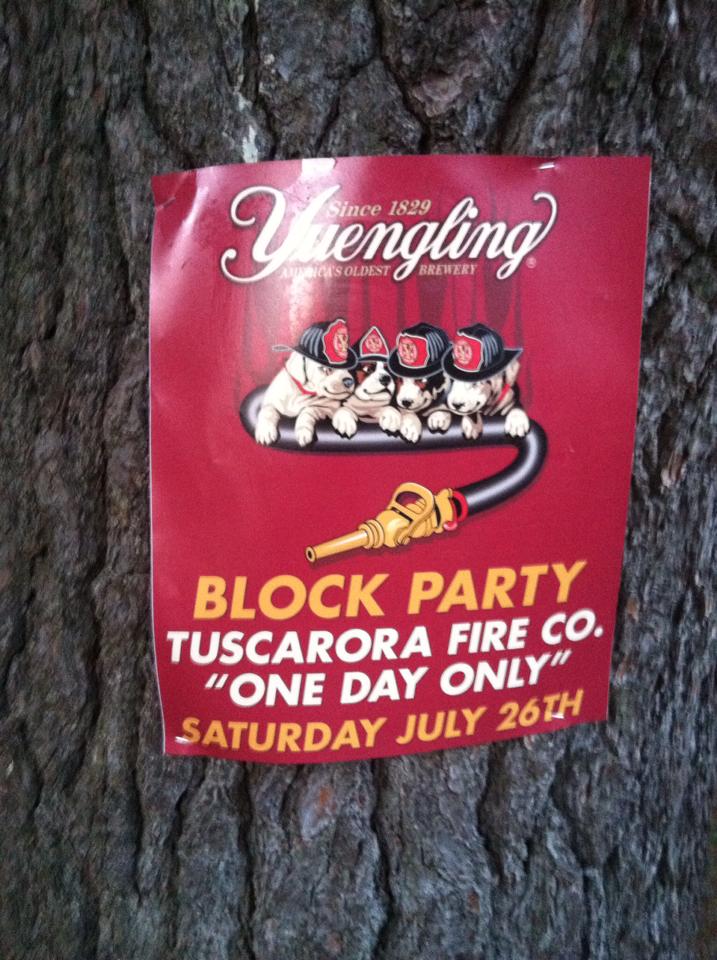 Since 1829
Yuengling®
AMERICA'S OLDEST BREWERY
BLOCK PARTY
TUSCARORA FIRE CO.
"ONE DAY ONLY"
SATURDAY JULY 26TH